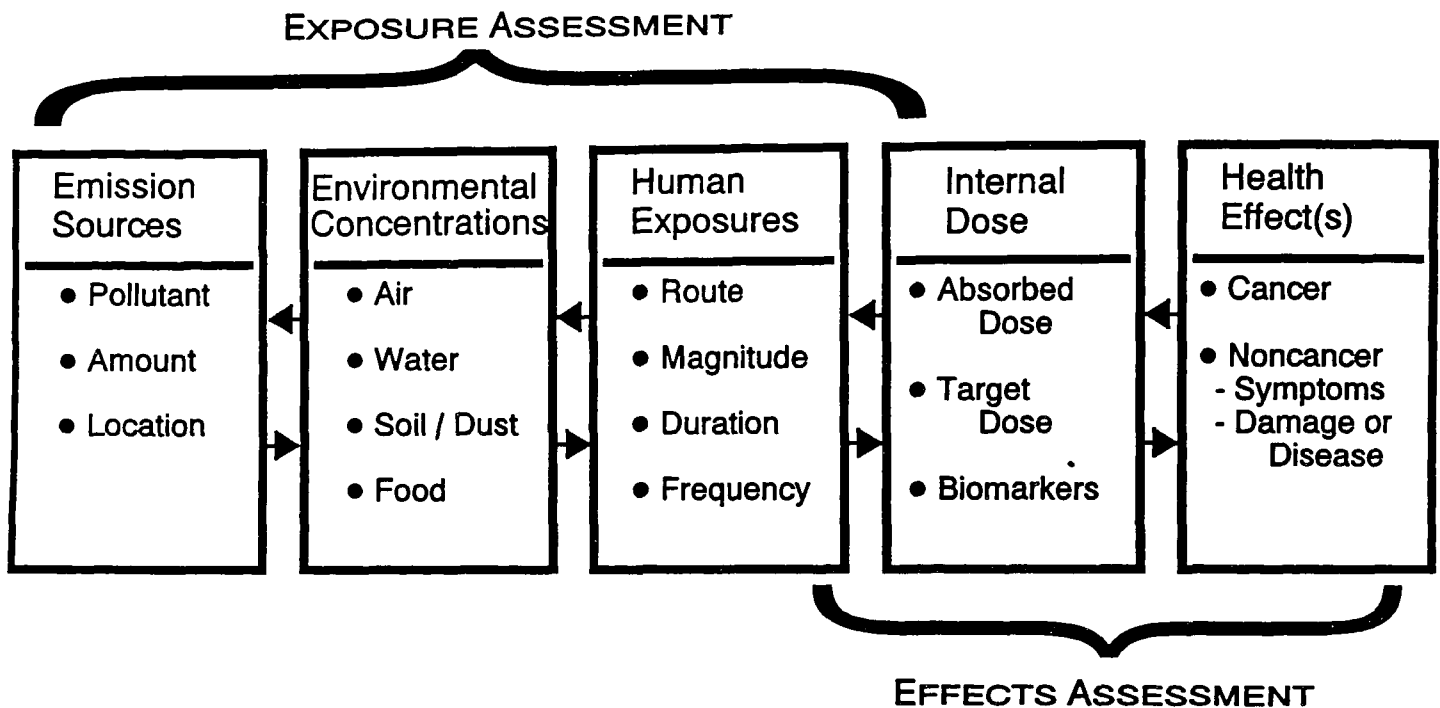 EXPOSURE ASSESSMENT
Emission
Sources
● Pollutant
● Amount
● Location
Environmental
Concentrations
● Air
● Water
● Soil / Dust
● Food
Human
Exposures
● Route
● Magnitude
● Duration
● Frequency
Internal
Dose
● Absorbed
Dose
● Target
Dose
● Biomarkers
Health
Effect(s)
● Cancer
● Noncancer
- Symptoms
- Damage or
Disease
EFFECTS ASSESSMENT